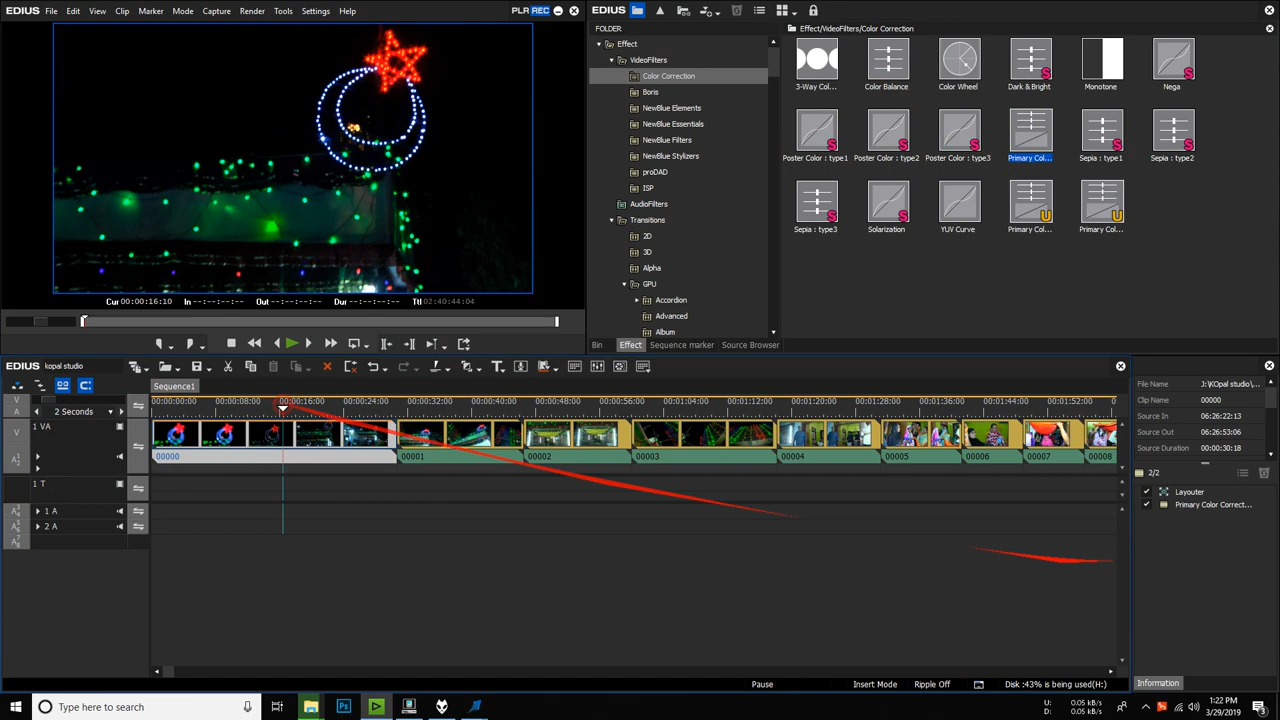 EDIUS File Edit View Clip Marker Mode Capture Render Tools Settings Help PLR REC
Cur 00:00:16:10 In --:--:--:-- Out --:--:--:-- Dur --:--:--:-- Ttl 02:40:44:04
EDIUS
FOLDER
Effect
VideoFilters
Color Correction
Boris
NewBlue Elements
NewBlue Essentials
NewBlue Filters
NewBlue Stylizers
proDAD
ISP
AudioFilters
Transitions
2D
3D
Alpha
GPU
Accordion
Advanced
Album
Effect/VideoFilters/Color Correction
3-Way Col... Color Balance Color Wheel Dark & Bright Monotone Nega
Poster Color : type1 Poster Color : type2 Poster Color : type3 Primary Col... Sepia : type1 Sepia : type2
Sepia : type3 Solarization YUV Curve Primary Col... Primary Col...
Bin Effect Sequence marker Source Browser
EDIUS kopal studio
Sequence1
2 Seconds
00:00:00:00 00:00:08:00 00:00:16:00 00:00:24:00 00:00:32:00 00:00:40:00 00:00:48:00 00:00:56:00 00:01:04:00 00:01:12:00 00:01:20:00 00:01:28:00 00:01:36:00 00:01:44:00 00:01:52:00
1 VA
00000 00001 00002 00003 00004 00005 00006 00007 00008
1 T
1 A
2 A
File Name J:\KOpal studio\...
Clip Name 00000
Source In 06:26:22:13
Source Out 06:26:53:06
Source Duration 00:00:30:18
2/2
Layouter
Primary Color Correct...
Information
Pause Insert Mode Ripple Off Disk :43% is being used(H:)
Type here to search
U: 0.05 kB/s
D: 0.05 kB/s
1:22 PM
3/29/2019